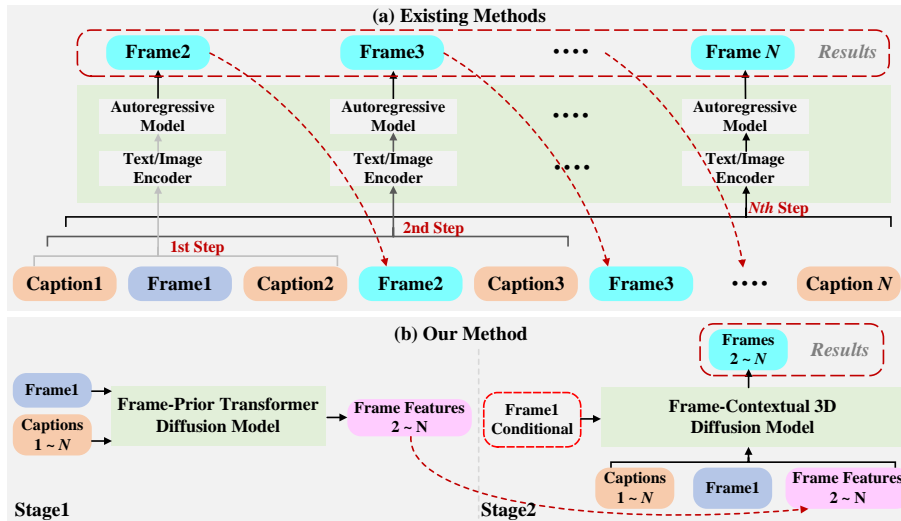 (a) Existing Methods
Frame2
Frame3
....
Frame N
Results
Autoregressive
Model
Autoregressive
Model
....
Autoregressive
Model
Text/Image
Encoder
Text/Image
Encoder
....
Text/Image
Encoder
Nth Step
2nd Step
1st Step
Caption1
Frame1
Caption2
Frame2
Caption3
Frame3
....
Caption N
(b) Our Method
Frame1
Captions
1 ~ N
Frame-Prior Transformer
Diffusion Model
Frame Features
2 ~ N
Stage1
Frames
2 ~ N
Results
Frame1
Conditional
Frame-Contextual 3D
Diffusion Model
Captions
1 ~ N
Frame1
Frame Features
2 ~ N
Stage2